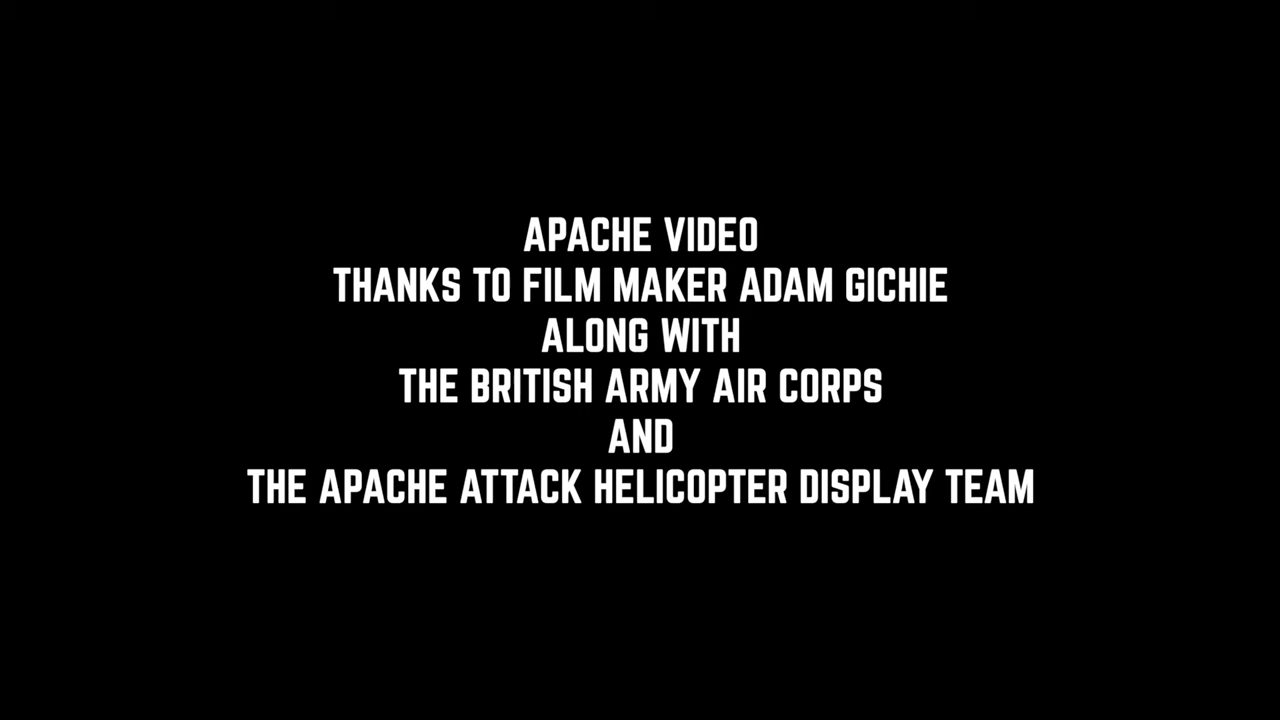 APACHE VIDEO
THANKS TO FILM MAKER ADAM GICHIE
ALONG WITH
THE BRITISH ARMY AIR CORPS
AND
THE APACHE ATTACK HELICOPTER DISPLAY TEAM